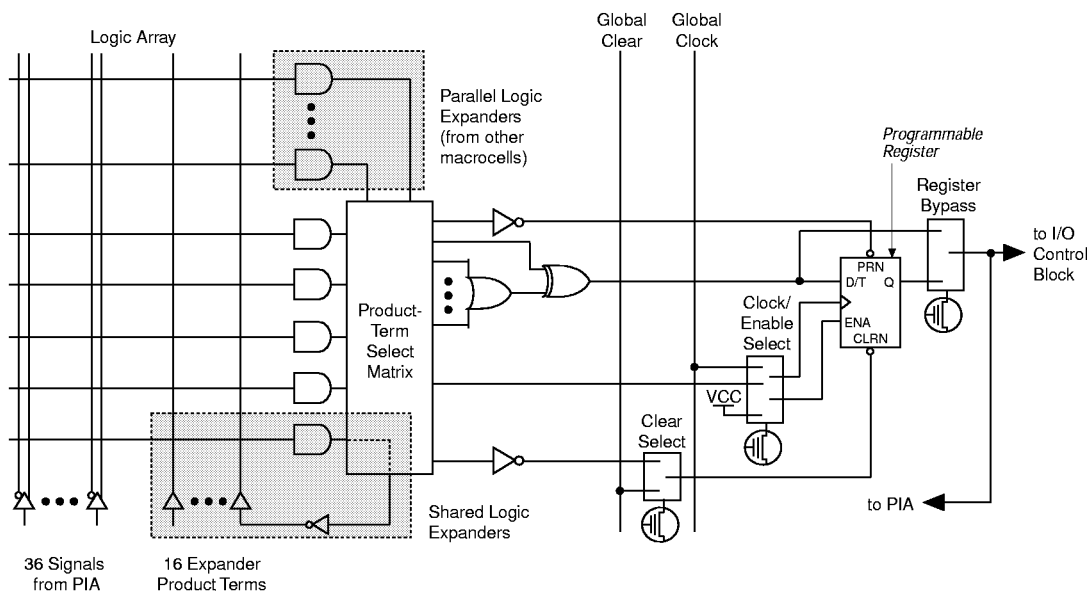 Logic Array
Global
Clear
Global
Clock
Parallel Logic
Expanders
(from other
macrocells)
Programmable
Register
Register
Bypass
to I/O
Control
Block
PRN
D/T
Q
ENA
CLRN
Clock/
Enable
Select
Product-
Term
Select
Matrix
VCC
Clear
Select
to PIA
Shared Logic
Expanders
36 Signals
from PIA
16 Expander
Product Terms